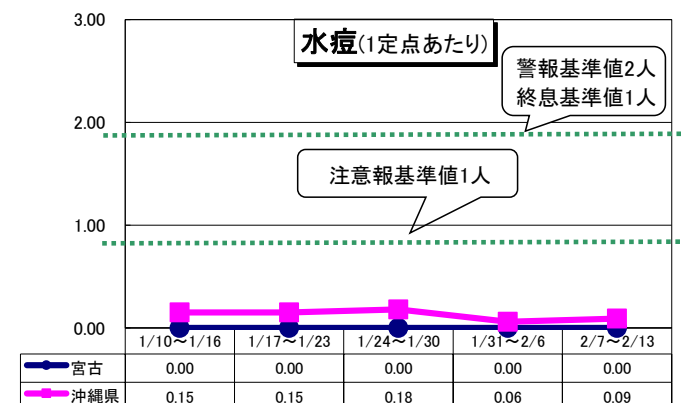 水痘(1定点あたり)
3.00
警報基準値2人
終息基準値1人
2.00
注意報基準値1人
1.00
0.00
1/10～1/16 1/17～1/23 1/24～1/30 1/31～2/6 2/7～2/13
宮古 0.00 0.00 0.00 0.00 0.00
沖縄県 0.15 0.15 0.18 0.06 0.09